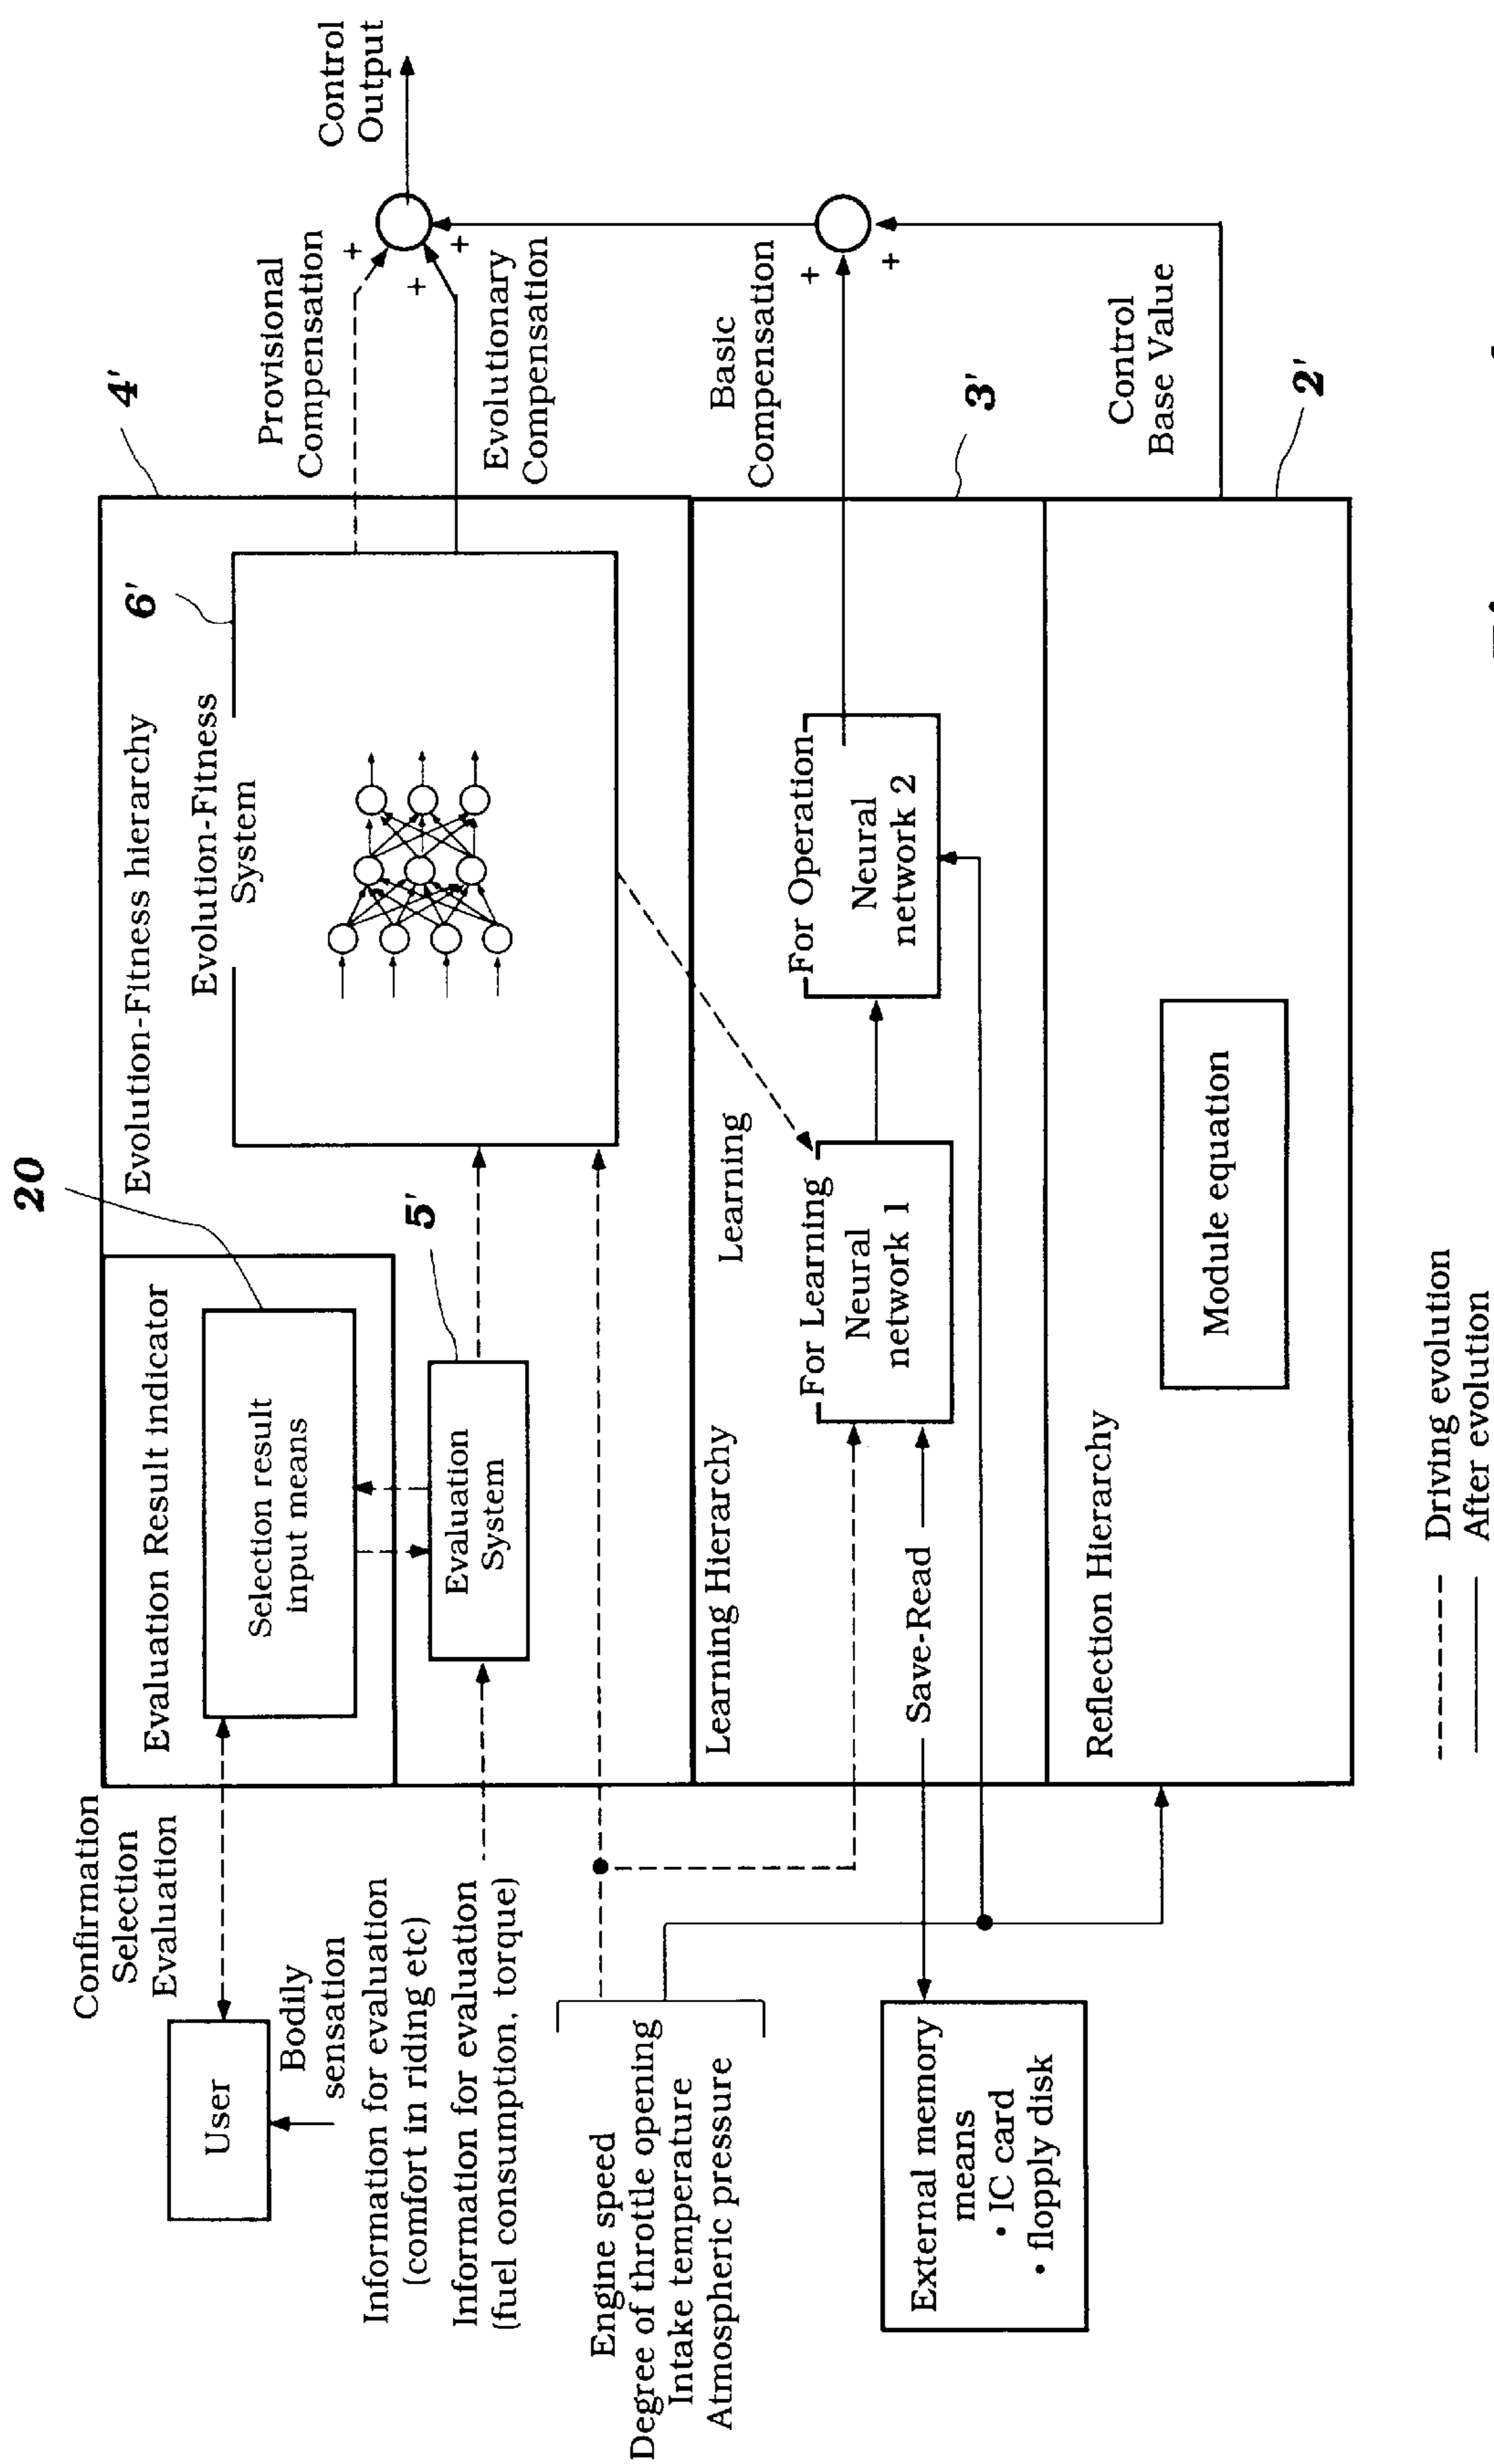 Confirmation
Selection
Evaluation
User
Bodily
sensation
Information for evaluation
(comfort in riding etc)
Information for evaluation
(fuel consumption, torque)
Engine speed
Degree of throttle opening
Intake temperature
Atmospheric pressure
External memory
means
• IC card
• flopply disk
20
Evaluation Result indicator
Selection result
input means
5'
Evaluation
System
Evolution-Fitness hierarchy
6'
Evolution-Fitness
System
4'
Learning Hierarchy
Learning
For Learning
Neural
network 1
For Operation
Neural
network 2
Save-Read
3'
Reflection Hierarchy
Module equation
2'
Provisional
Compensation
Evolutionary
Compensation
Basic
Compensation
Control
Base Value
+
+
+
+
+
Control
Output
Driving evolution
After evolution